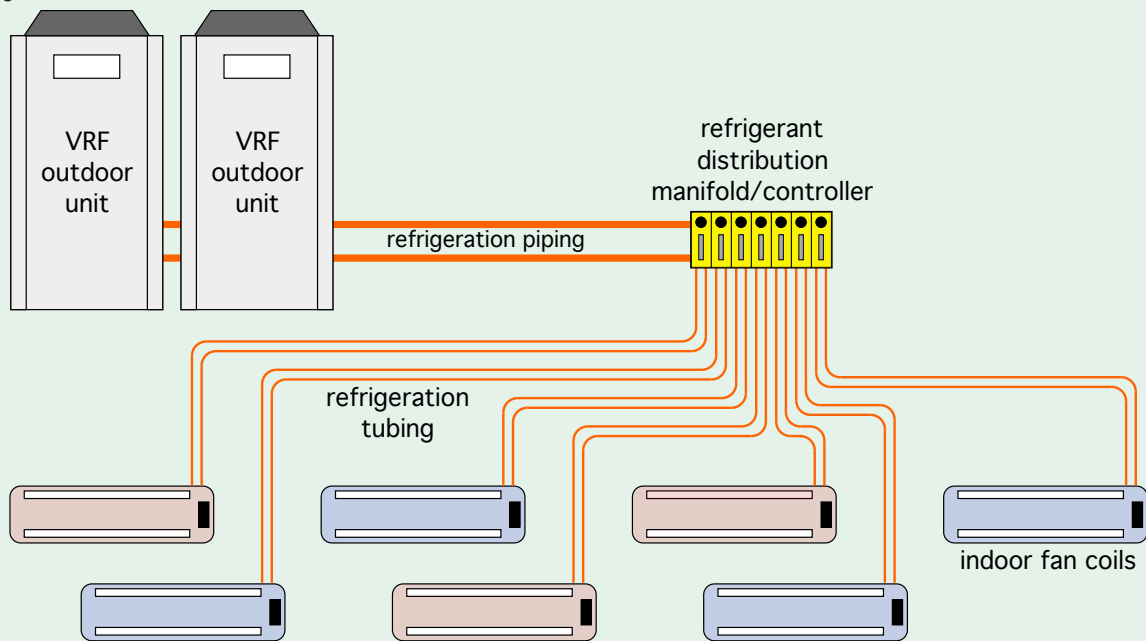 VRF
outdoor
unit
VRF
outdoor
unit
refrigerant
distribution
manifold/controller
refrigeration piping
refrigeration
tubing
indoor fan coils